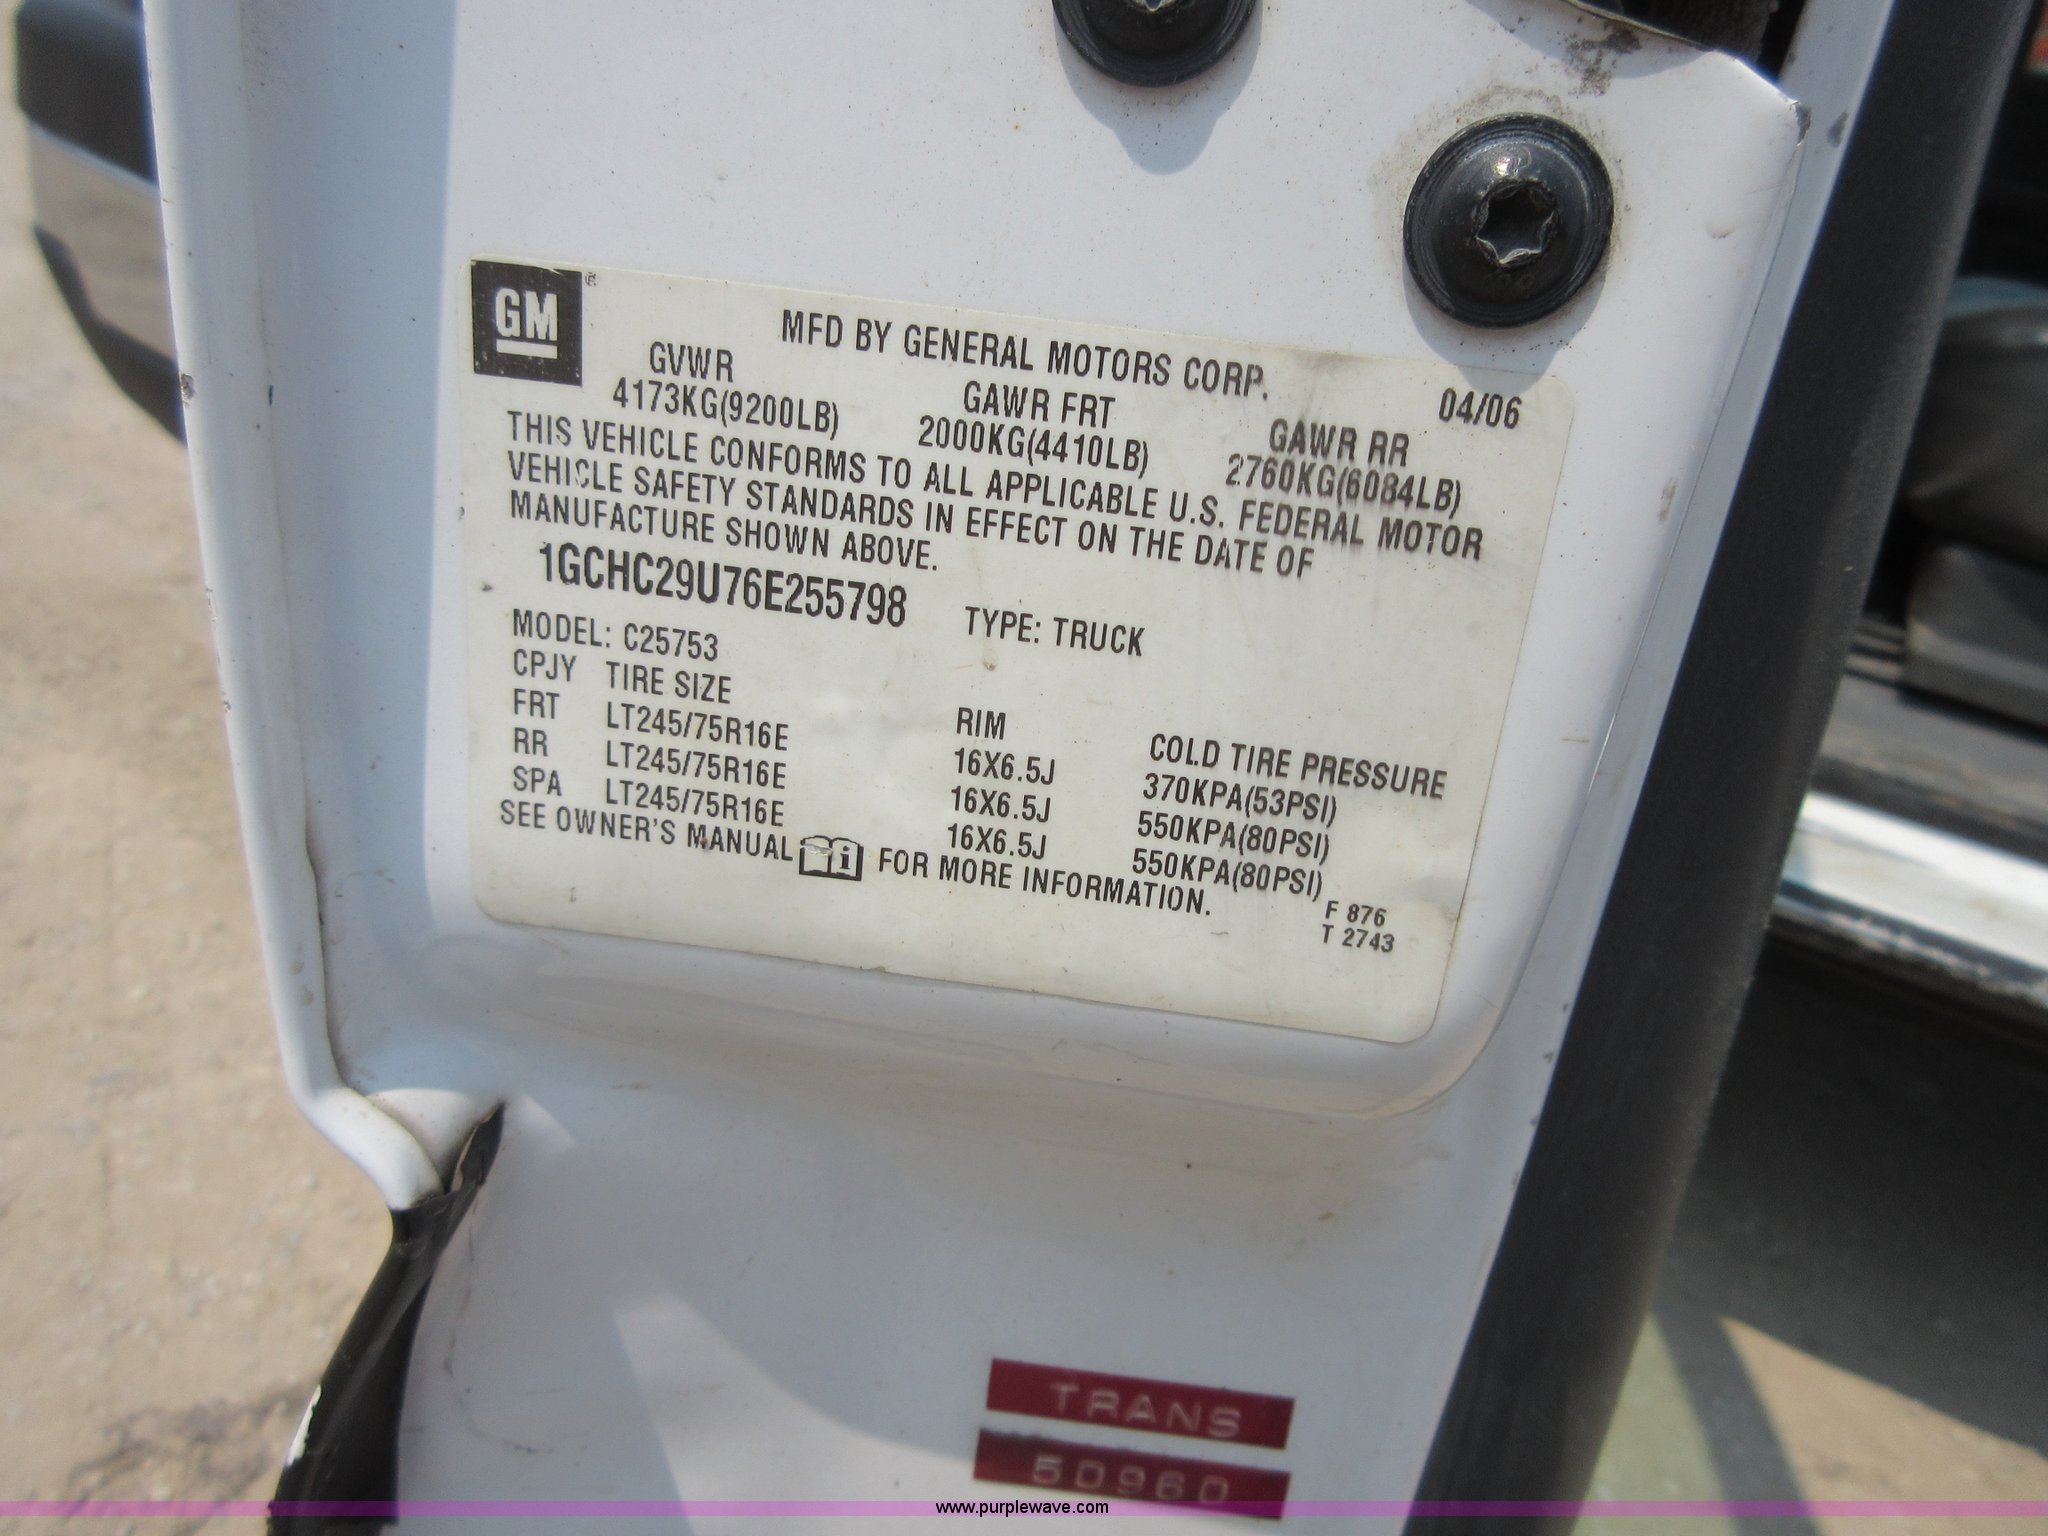 GM
MFD BY GENERAL MOTORS CORP. 04/06
GVWR GAWR FRT GAWR RR
4173KG(9200LB) 2000KG(4410LB) 2760KG(6084LB)
THIS VEHICLE CONFORMS TO ALL APPLICABLE U.S. FEDERAL MOTOR
VEHICLE SAFETY STANDARDS IN EFFECT ON THE DATE OF
MANUFACTURE SHOWN ABOVE.
1GCHC29U76E255798 TYPE: TRUCK
MODEL: C25753
CPJY TIRE SIZE RIM COLD TIRE PRESSURE
FRT LT245/75R16E 16X6.5J 370KPA(53PSI)
RR LT245/75R16E 16X6.5J 550KPA(80PSI)
SPA LT245/75R16E 16X6.5J 550KPA(80PSI)
SEE OWNER'S MANUAL i FOR MORE INFORMATION.
F 876
T 2743
TRANS
50960
www.purplewave.com